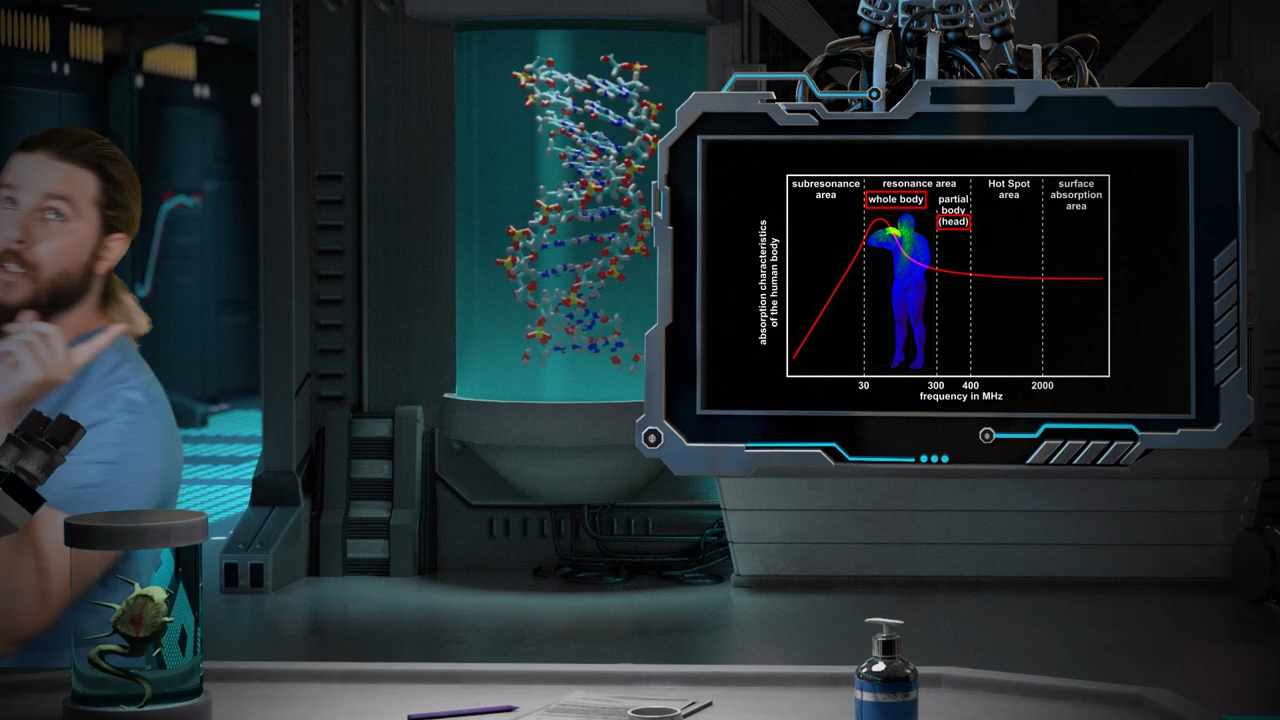 subresonance
area
resonance area
whole body
partial
body
(head)
Hot Spot
area
surface
absorption
area
absorption characteristics
of the human body
30
300
400
2000
frequency in MHz